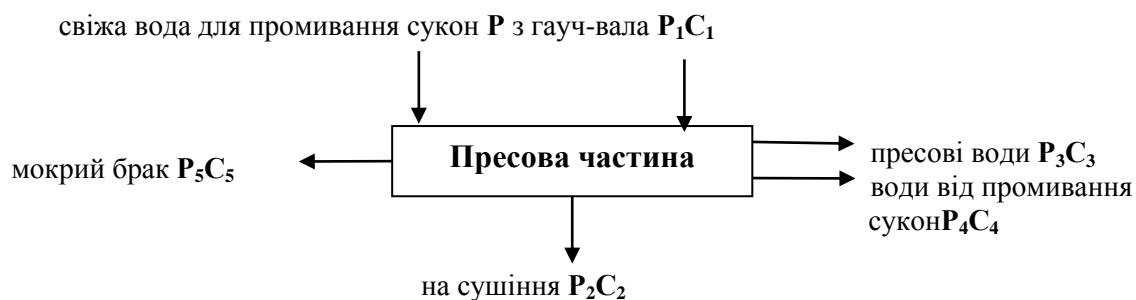 свіжа вода для промивання сукон P з гауч-вала P₁C₁
Пресова частина
мокрий брак P₅C₅
пресові води P₃C₃
води від промивання
суконP₄C₄
на сушіння P₂C₂